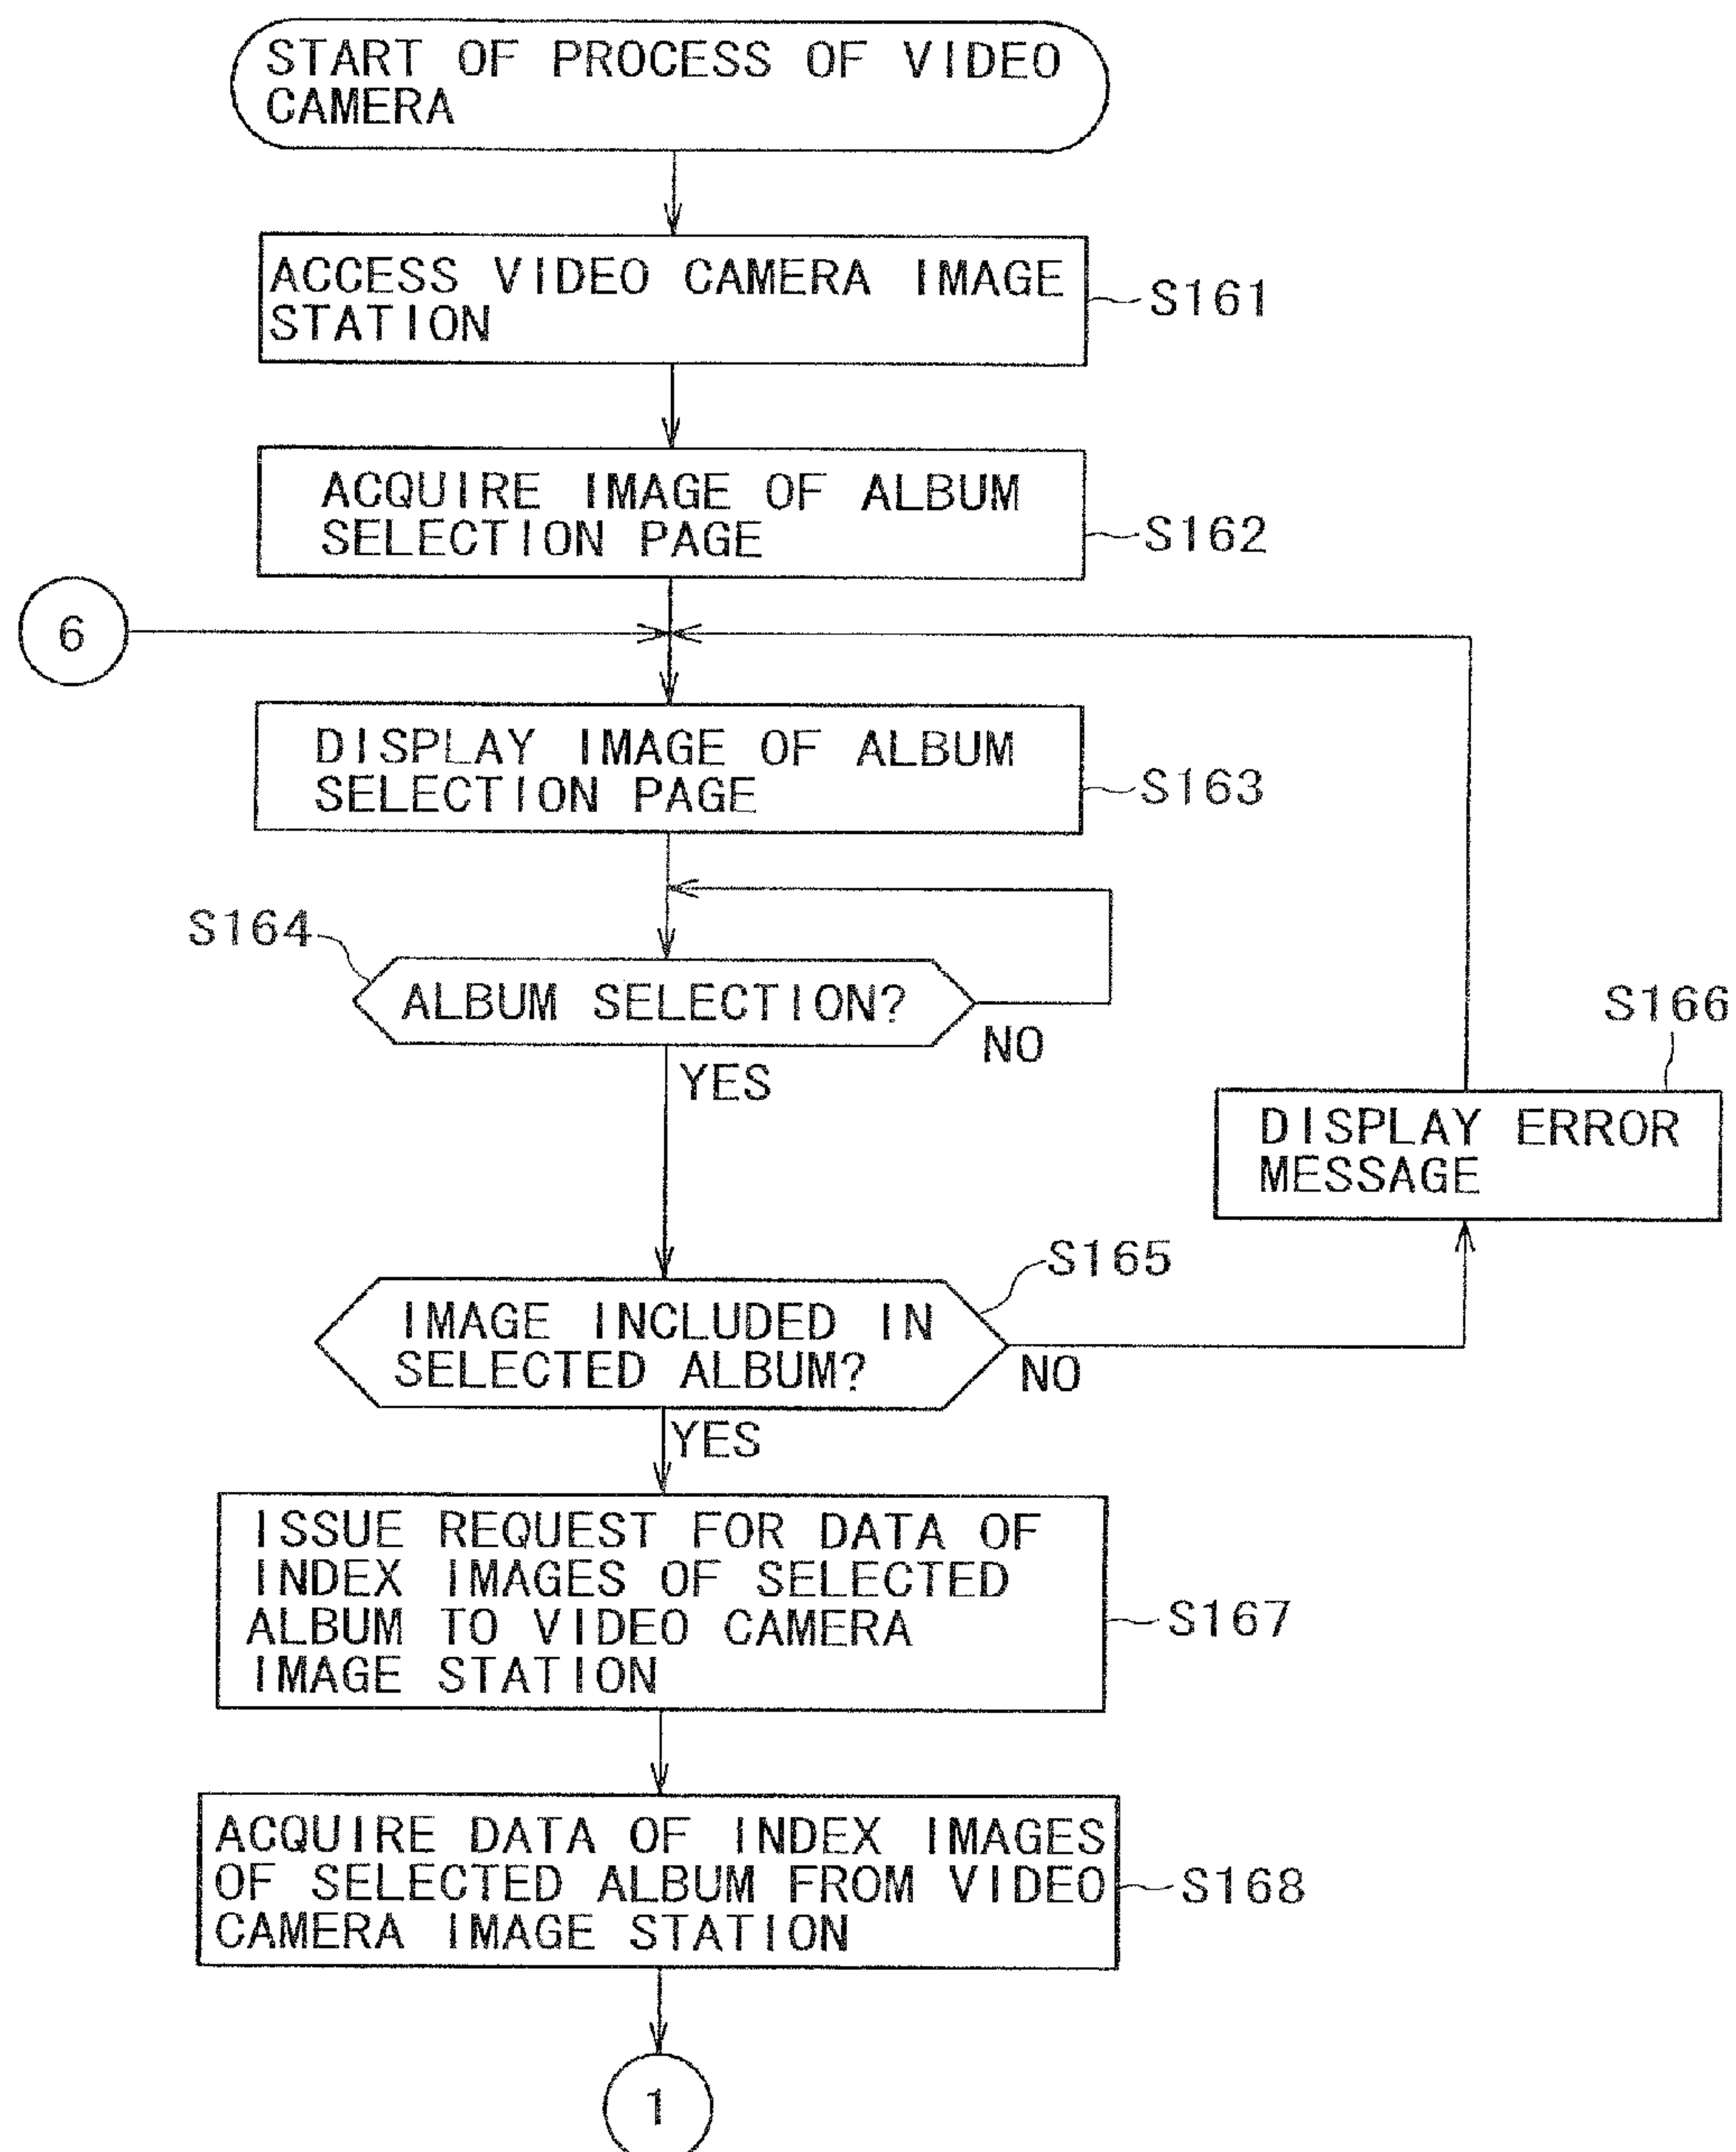 START OF PROCESS OF VIDEO
CAMERA
ACCESS VIDEO CAMERA IMAGE
STATION
S161
ACQUIRE IMAGE OF ALBUM
SELECTION PAGE
S162
6
DISPLAY IMAGE OF ALBUM
SELECTION PAGE
S163
S164
ALBUM SELECTION?
NO
YES
S166
DISPLAY ERROR
MESSAGE
S165
IMAGE INCLUDED IN
SELECTED ALBUM?
NO
YES
ISSUE REQUEST FOR DATA OF
INDEX IMAGES OF SELECTED
ALBUM TO VIDEO CAMERA
IMAGE STATION
S167
ACQUIRE DATA OF INDEX IMAGES
OF SELECTED ALBUM FROM VIDEO
CAMERA IMAGE STATION
S168
1